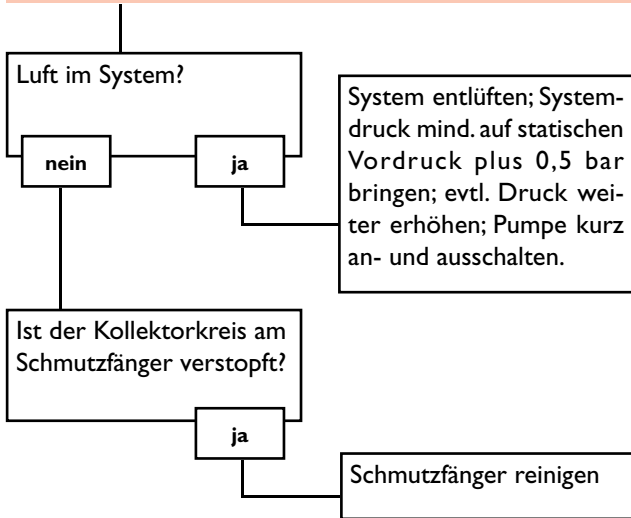 Luft im System?
nein
ja
System entlüften; System-
druck mind. auf statischen
Vordruck plus 0,5 bar
bringen; evtl. Druck wei-
ter erhöhen; Pumpe kurz
an- und ausschalten.
Ist der Kollektorkreis am
Schmutzfänger verstopft?
ja
Schmutzfänger reinigen